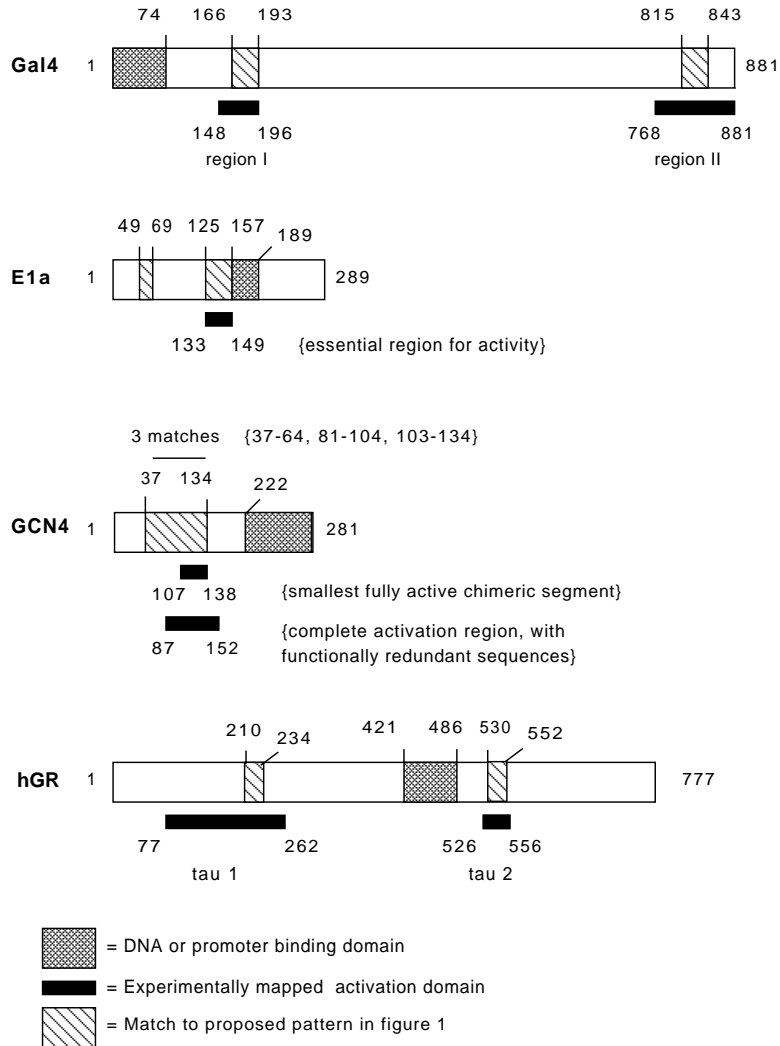 74 166 193 815 843
Gal4 1 881
148 196 768 881
region I region II
49 69 125 157 189
E1a 1 289
133 149 {essential region for activity}
3 matches {37-64, 81-104, 103-134}
37 134 222
GCN4 1 281
107 138 {smallest fully active chimeric segment}
{complete activation region, with
87 152 functionally redundant sequences}
210 234 421 486 530 552
hGR 1 777
77 262 526 556
tau 1 tau 2
= DNA or promoter binding domain
= Experimentally mapped activation domain
= Match to proposed pattern in figure 1